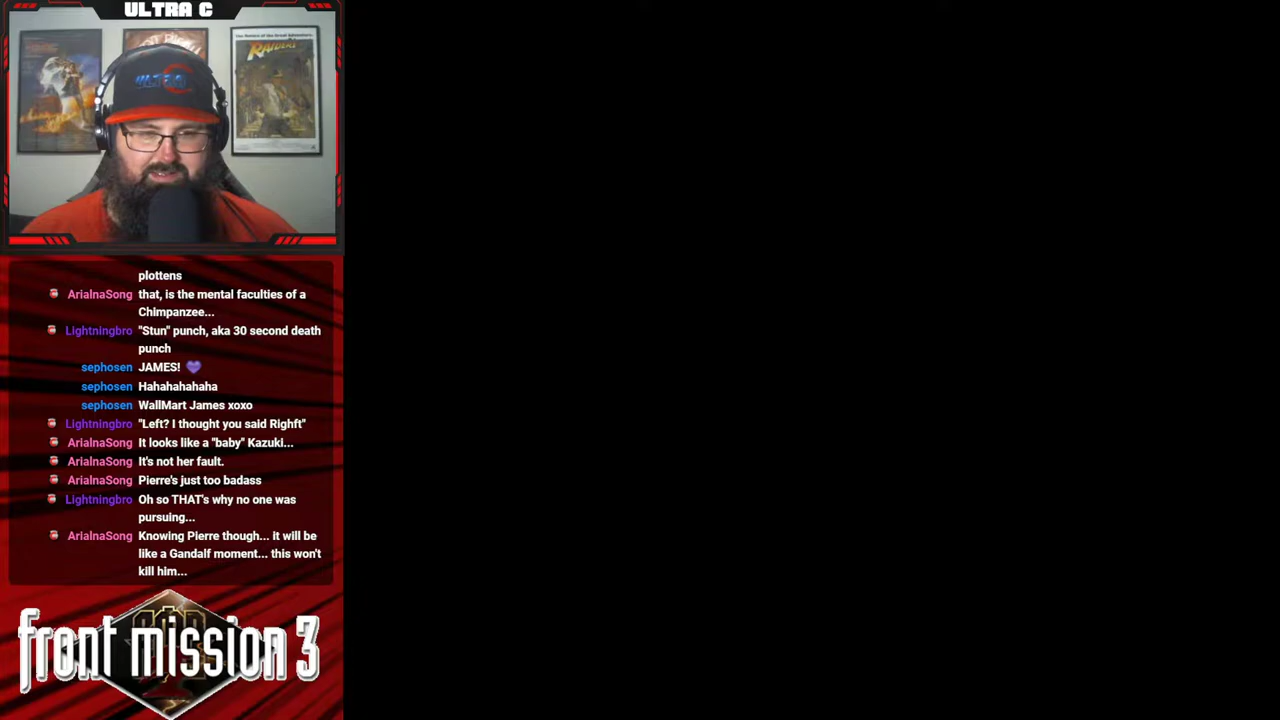 ULTRA C
RAIDERS
ULTRA
plottens
ArialnaSong that, is the mental faculties of a
Chimpanzee...
Lightningbro "Stun" punch, aka 30 second death
punch
sephosen JAMES!
sephosen Hahahahahaha
sephosen WallMart James xoxo
Lightningbro "Left? I thought you said Righft"
ArialnaSong It looks like a "baby" Kazuki...
ArialnaSong It's not her fault.
ArialnaSong Pierre's just too badass
Lightningbro Oh so THAT's why no one was
pursuing...
ArialnaSong Knowing Pierre though... it will be
like a Gandalf moment... this won't
kill him...
front mission 3